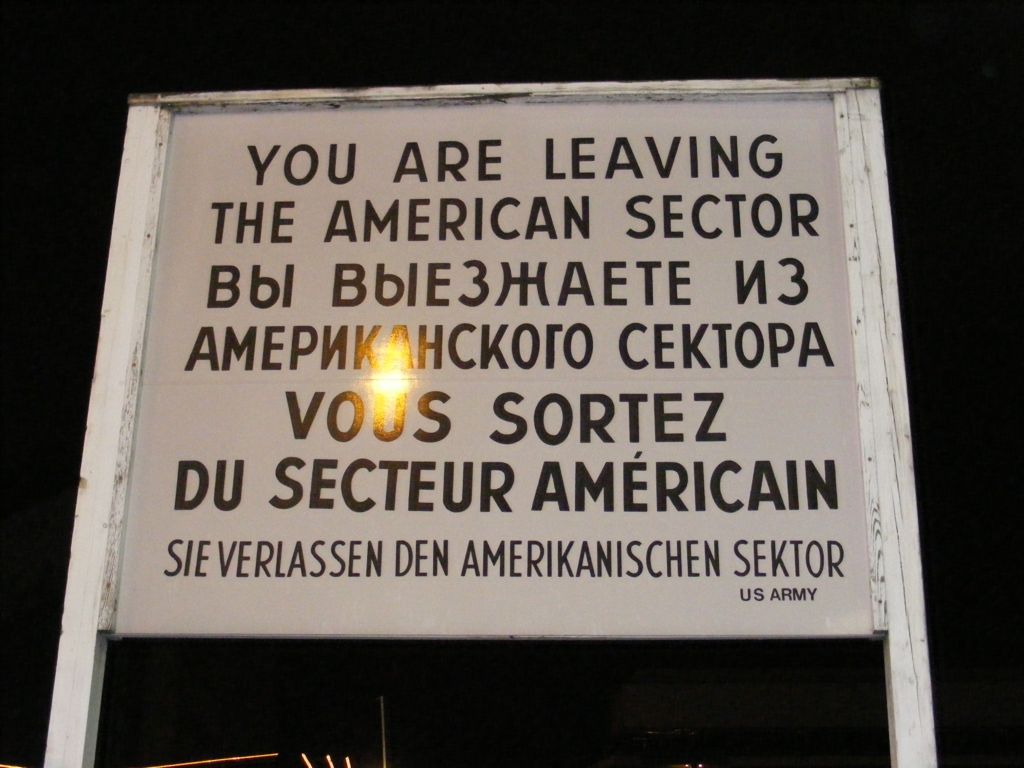 YOU ARE LEAVING
THE AMERICAN SECTOR
ВЫ ВЫЕЗЖАЕТЕ ИЗ
АМЕРИКАНСКОГО СЕКТОРА
VOUS SORTEZ
DU SECTEUR AMÉRICAIN
SIE VERLASSEN DEN AMERIKANISCHEN SEKTOR
US ARMY